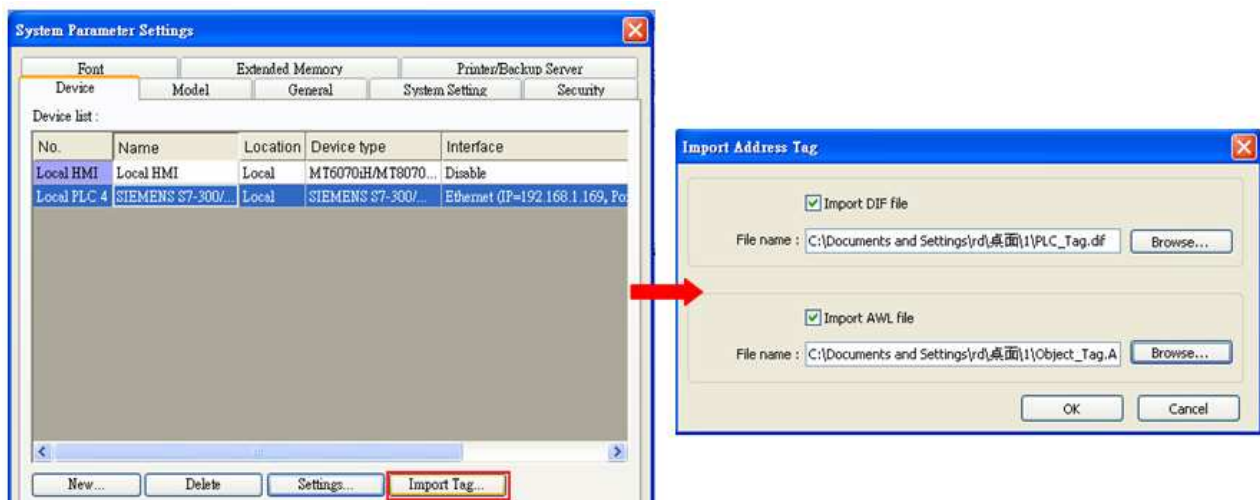 System Parameter Settings
Font Extended Memory Printer/Backup Server
Device Model General System Setting Security
Device list :
No. Name Location Device type Interface
Local HMI Local HMI Local MT6070iH/MT8070... Disable
Local PLC 4 SIEMENS S7-300/... Local SIEMENS S7-300/... Ethernet (IP=192.168.1.169, Po
New... Delete Settings... Import Tag...
Import Address Tag
Import DIF file
File name : C:\Documents and Settings\rd\桌面\1\PLC_Tag.dif Browse...
Import AWL file
File name : C:\Documents and Settings\rd\桌面\1\Object_Tag.A Browse...
OK Cancel